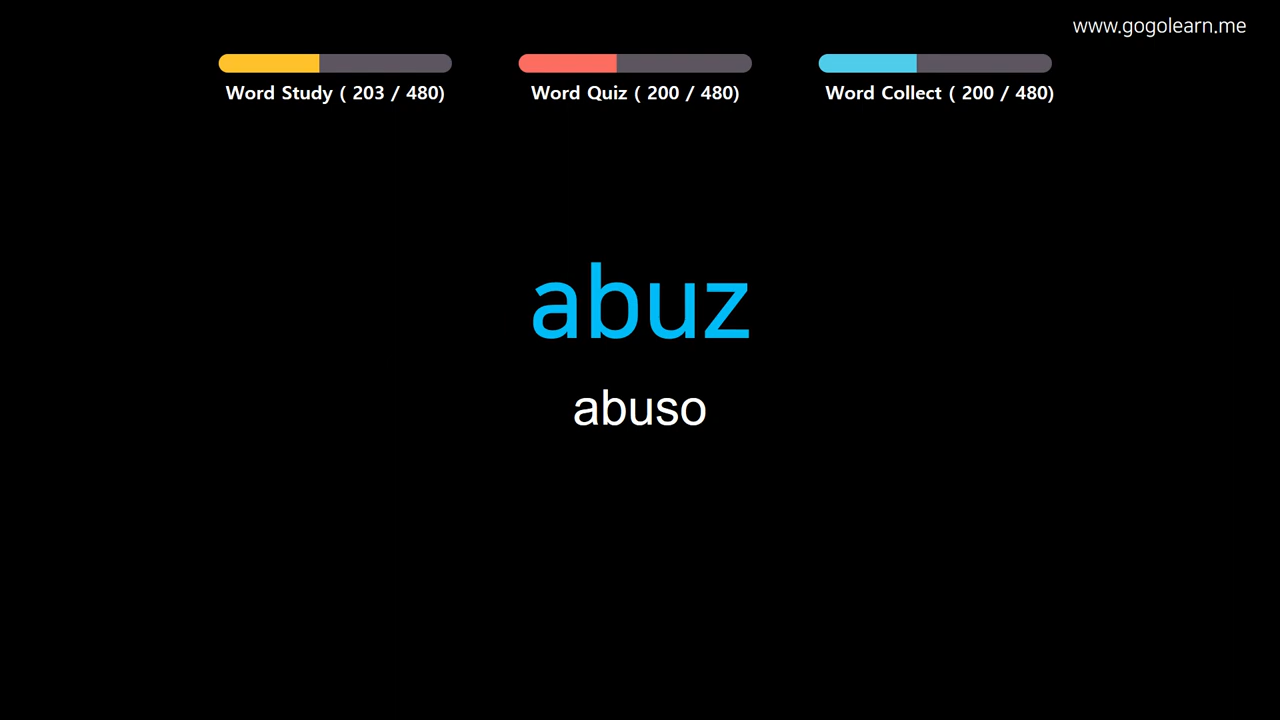 www.gogolearn.me
Word Study ( 203 / 480)
Word Quiz ( 200 / 480)
Word Collect ( 200 / 480)
abuz
abuso